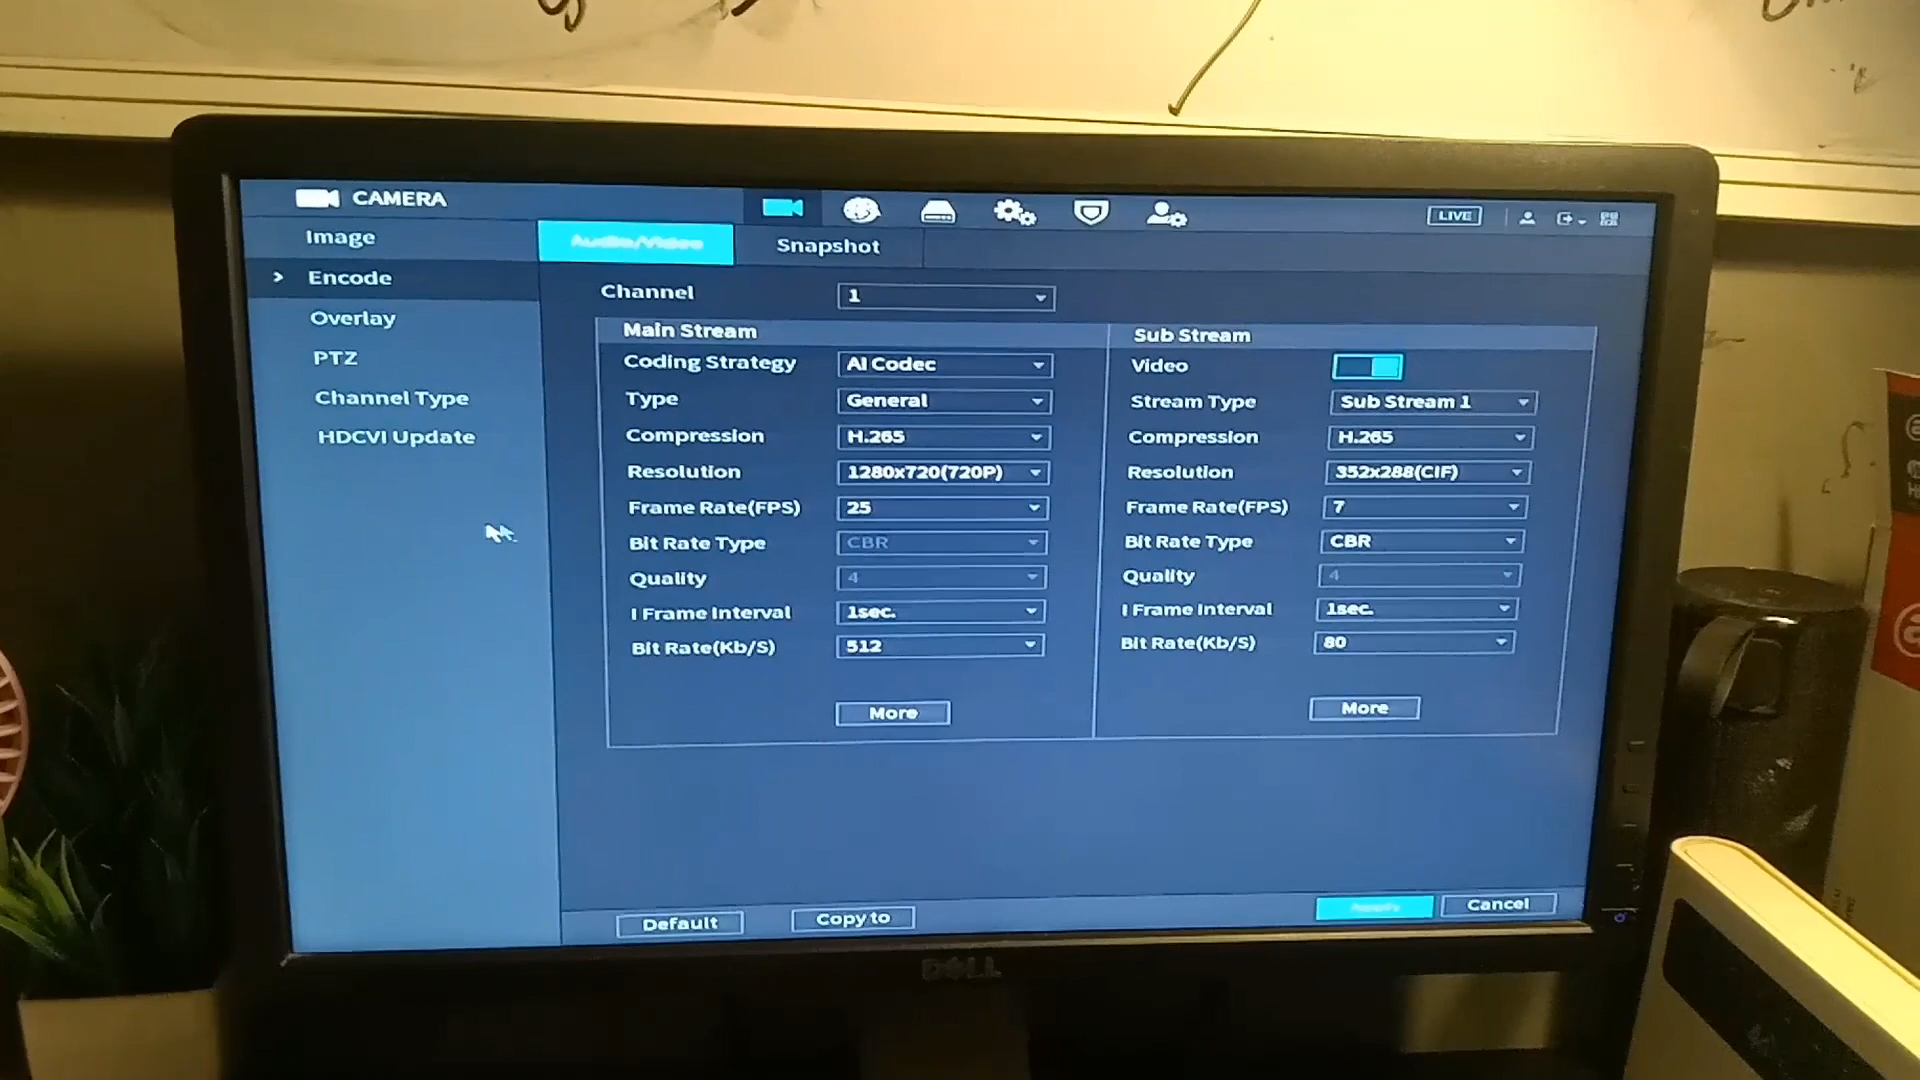 CAMERA
LIVE
Image
Audio/Video Snapshot
> Encode
Overlay
PTZ
Channel Type
HDCVI Update
Channel 1
Main Stream
Coding Strategy AI Codec
Type General
Compression H.265
Resolution 1280x720(720P)
Frame Rate(FPS) 25
Bit Rate Type CBR
Quality 4
I Frame Interval 1sec.
Bit Rate(Kb/S) 512
More
Sub Stream
Video
Stream Type Sub Stream 1
Compression H.265
Resolution 352x288(CIF)
Frame Rate(FPS) 7
Bit Rate Type CBR
Quality 4
I Frame Interval 1sec.
Bit Rate(Kb/S) 80
More
Default Copy to Apply Cancel
DELL